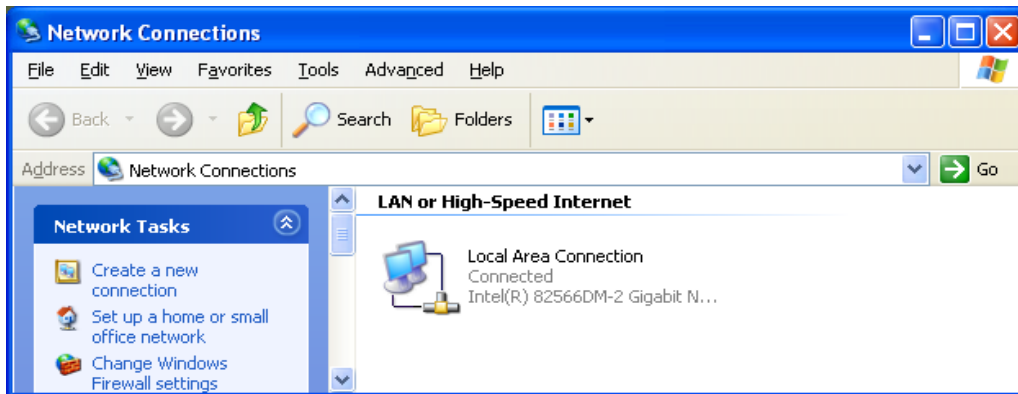 Network Connections
File Edit View Favorites Tools Advanced Help
Back Search Folders
Address Network Connections Go
Network Tasks
Create a new
connection
Set up a home or small
office network
Change Windows
Firewall settings
LAN or High-Speed Internet
Local Area Connection
Connected
Intel(R) 82566DM-2 Gigabit N...